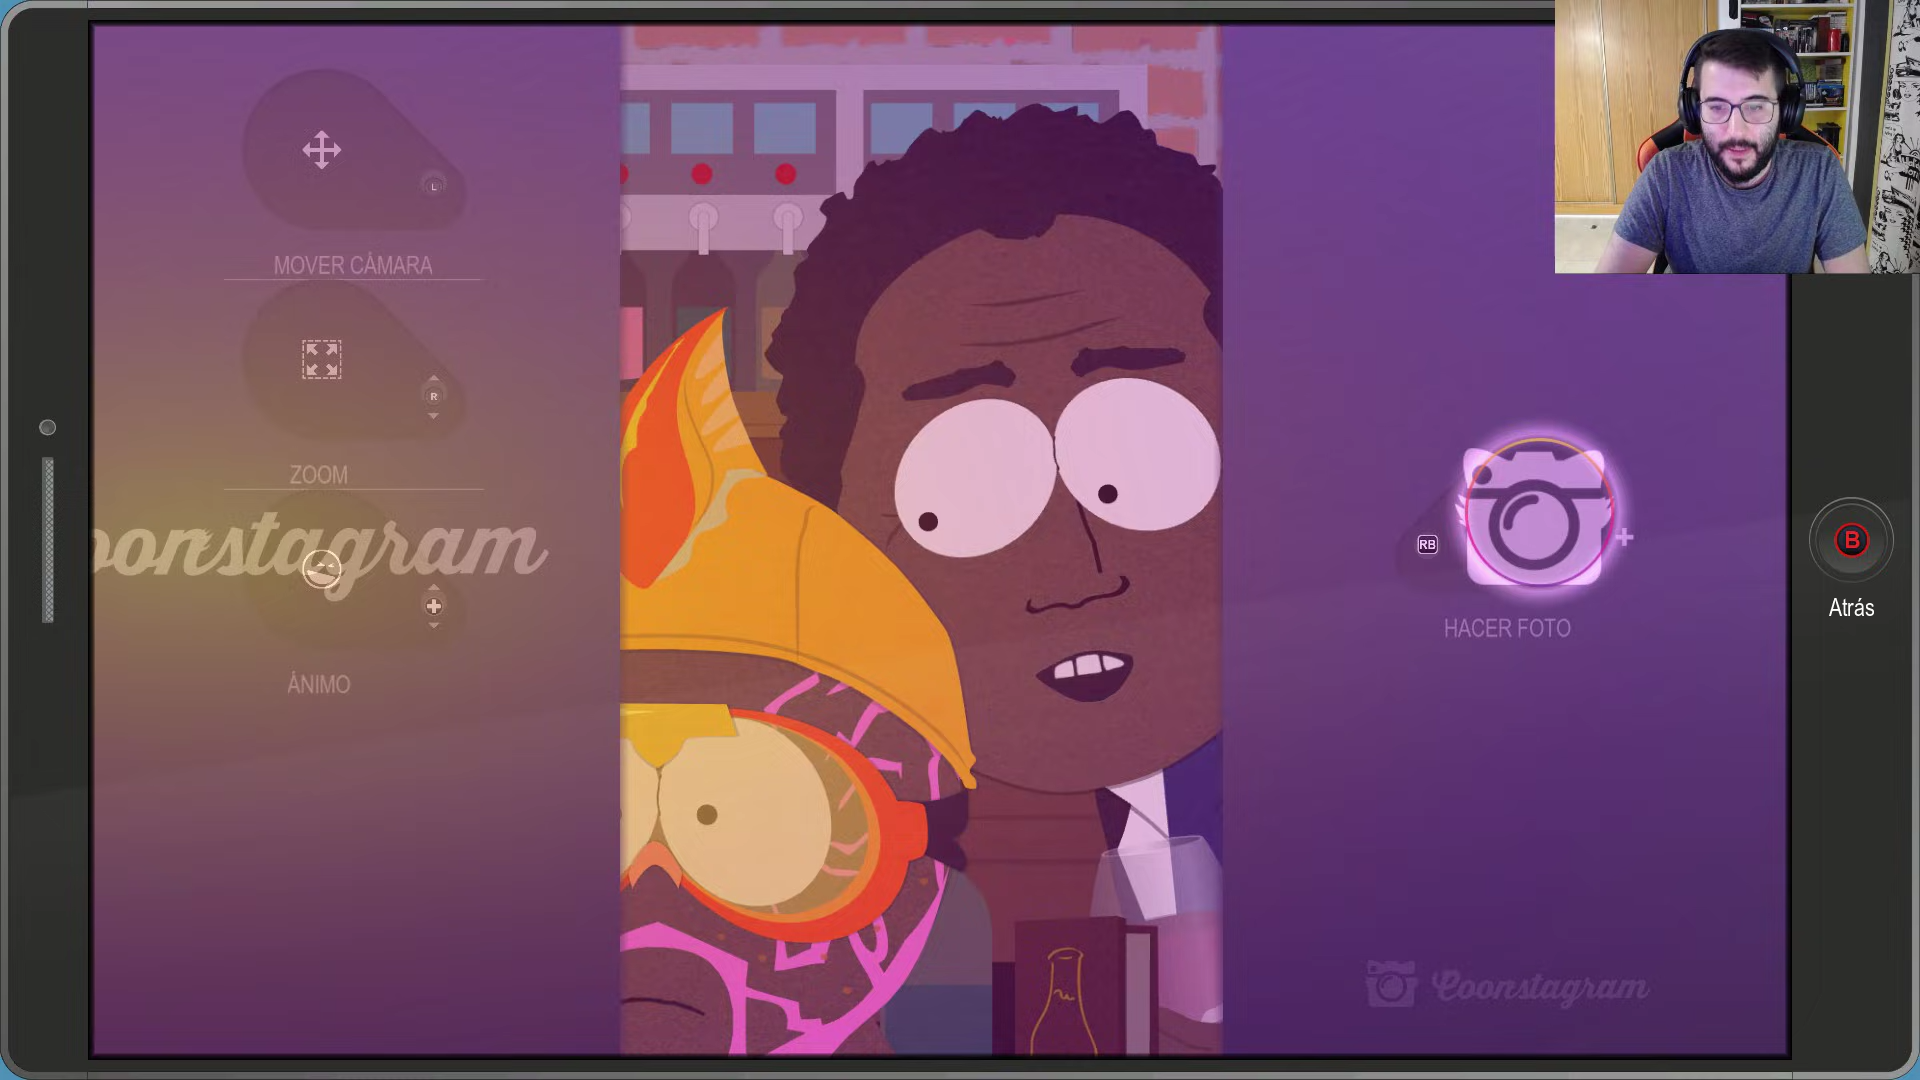 L
MOVER CÁMARA
R
ZOOM
oonstagram
ÁNIMO
RB
HACER FOTO
B
Atrás
Coonstagram